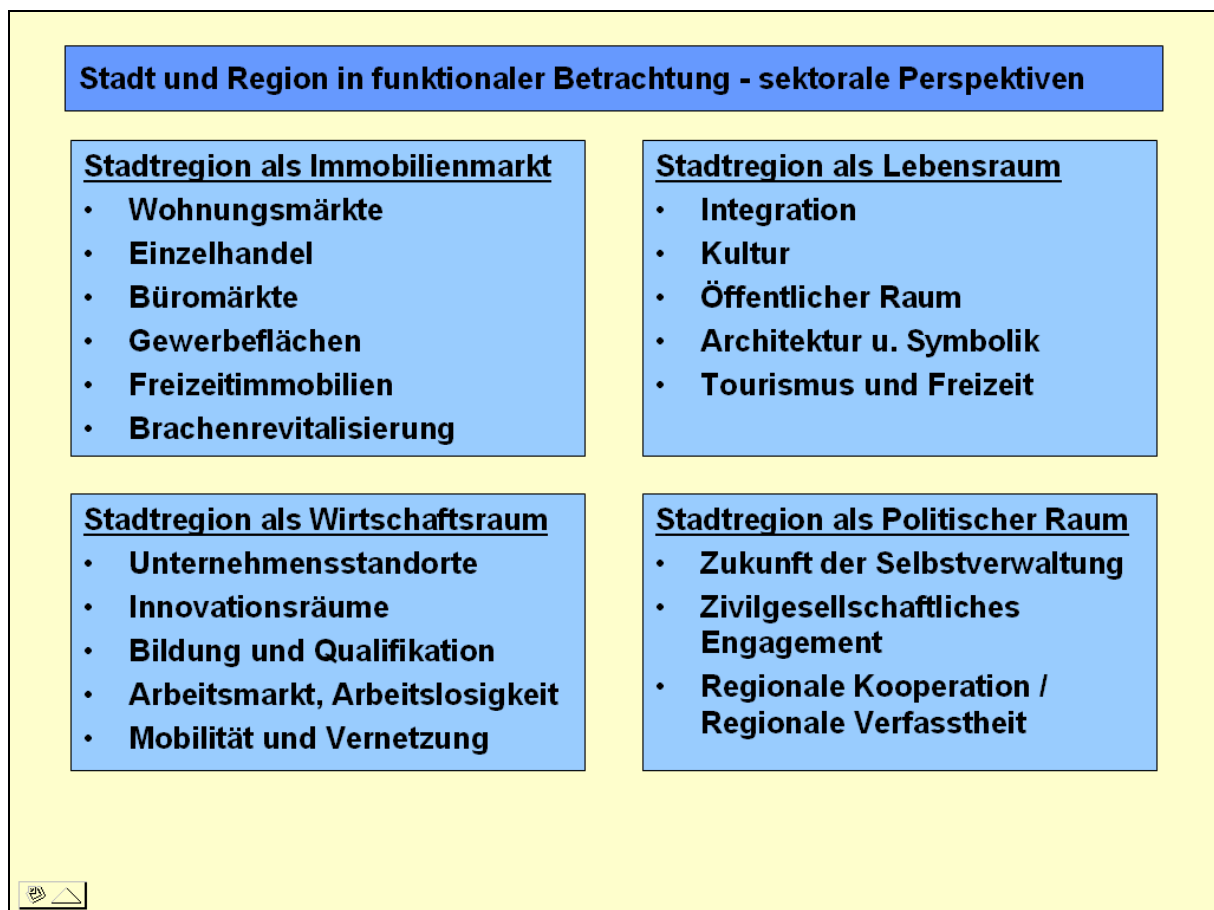 Stadt und Region in funktionaler Betrachtung - sektorale Perspektiven
Stadtregion als Immobilienmarkt
• Wohnungsmärkte
• Einzelhandel
• Büromärkte
• Gewerbeflächen
• Freizeitimmobilien
• Brachenrevitalisierung
Stadtregion als Lebensraum
• Integration
• Kultur
• Öffentlicher Raum
• Architektur u. Symbolik
• Tourismus und Freizeit
Stadtregion als Wirtschaftsraum
• Unternehmensstandorte
• Innovationsräume
• Bildung und Qualifikation
• Arbeitsmarkt, Arbeitslosigkeit
• Mobilität und Vernetzung
Stadtregion als Politischer Raum
• Zukunft der Selbstverwaltung
• Zivilgesellschaftliches
Engagement
• Regionale Kooperation /
Regionale Verfasstheit